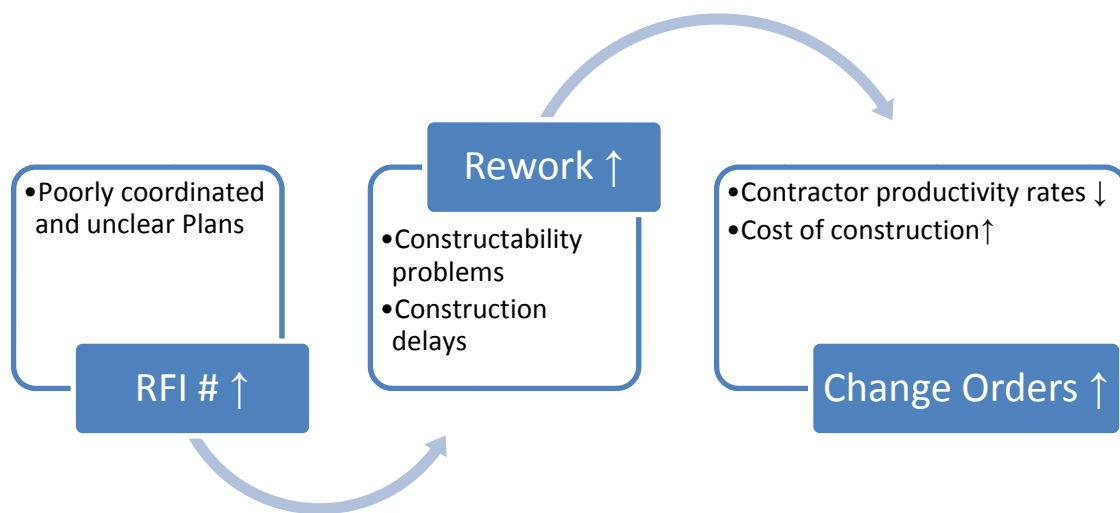 •Poorly coordinated
and unclear Plans
RFI # ↑
Rework ↑
•Constructability
problems
•Construction
delays
•Contractor productivity rates ↓
•Cost of construction↑
Change Orders ↑